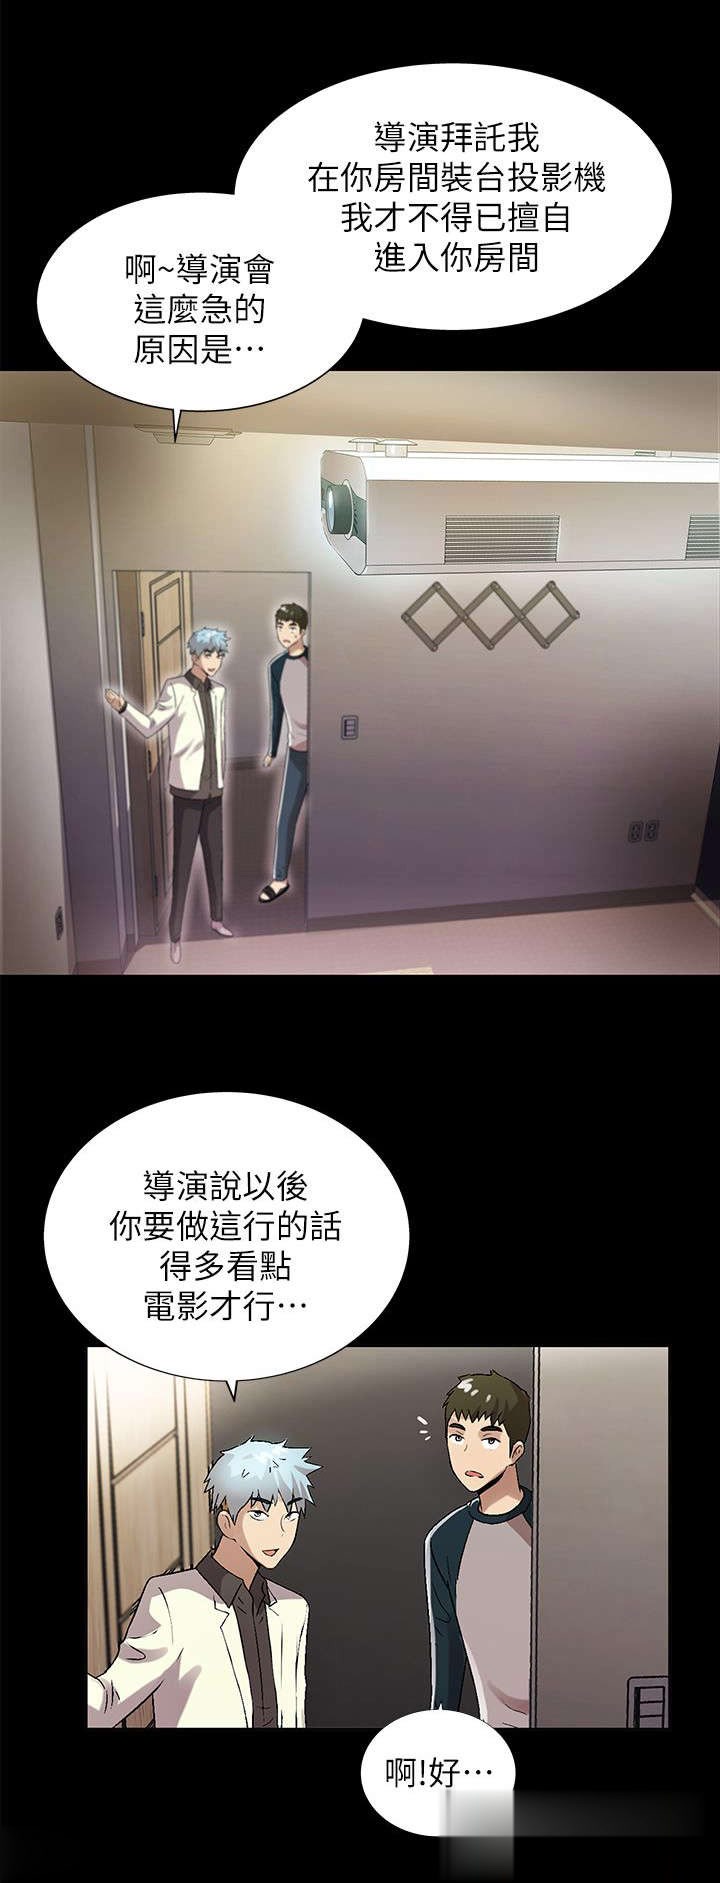 導演拜託我
在你房間裝台投影機
我才不得已擅自
進入你房間
啊~導演會
這麼急的
原因是…
導演說以後
你要做這行的話
得多看點
電影才行…
啊!好…